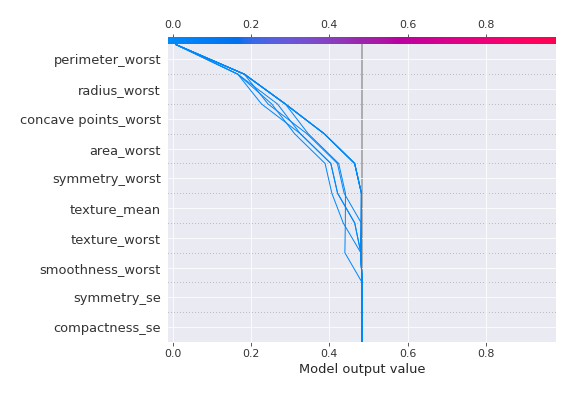 0.0 0.2 0.4 0.6 0.8
perimeter_worst
radius_worst
concave points_worst
area_worst
symmetry_worst
texture_mean
texture_worst
smoothness_worst
symmetry_se
compactness_se
0.0 0.2 0.4 0.6 0.8
Model output value